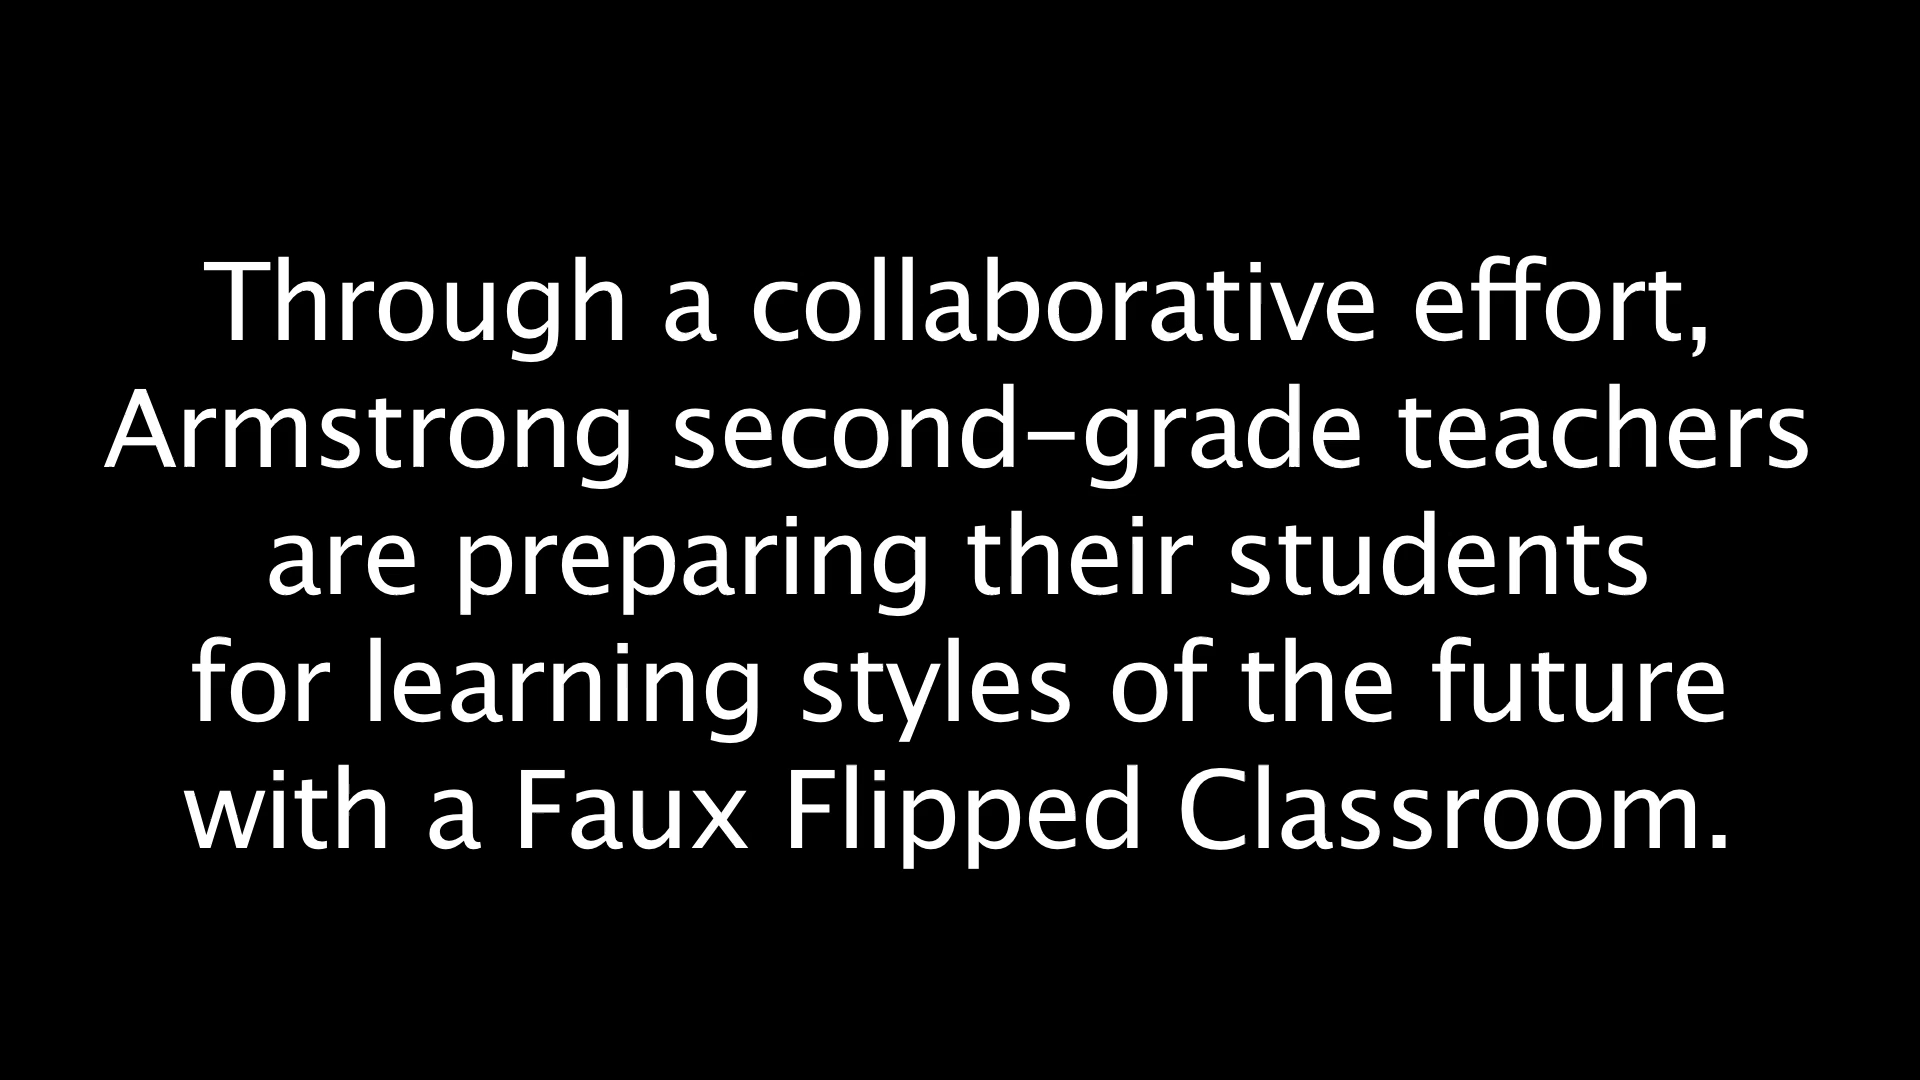 Through a collaborative effort,
Armstrong second-grade teachers
are preparing their students
for learning styles of the future
with a Faux Flipped Classroom.